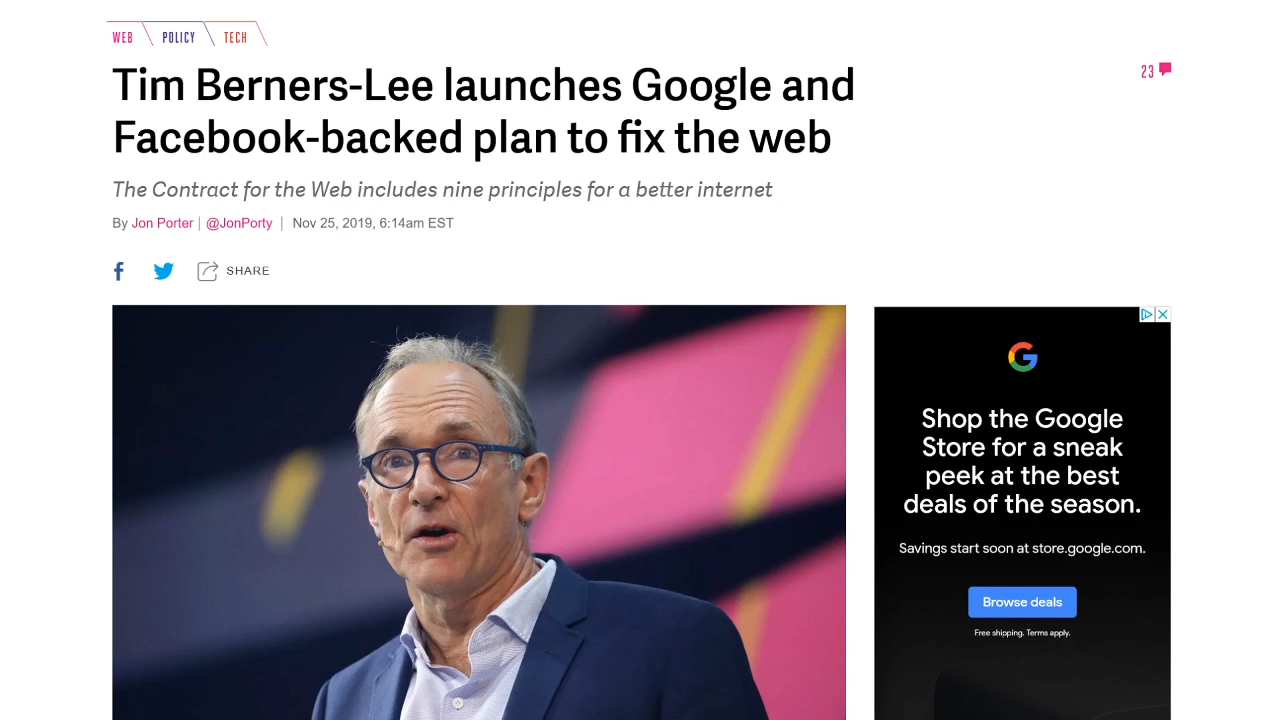 WEB POLICY TECH
Tim Berners-Lee launches Google and
Facebook-backed plan to fix the web
23
The Contract for the Web includes nine principles for a better internet
By Jon Porter | @JonPorty | Nov 25, 2019, 6:14am EST
SHARE
Shop the Google
Store for a sneak
peek at the best
deals of the season.
Savings start soon at store.google.com.
Browse deals
Free shipping. Terms apply.